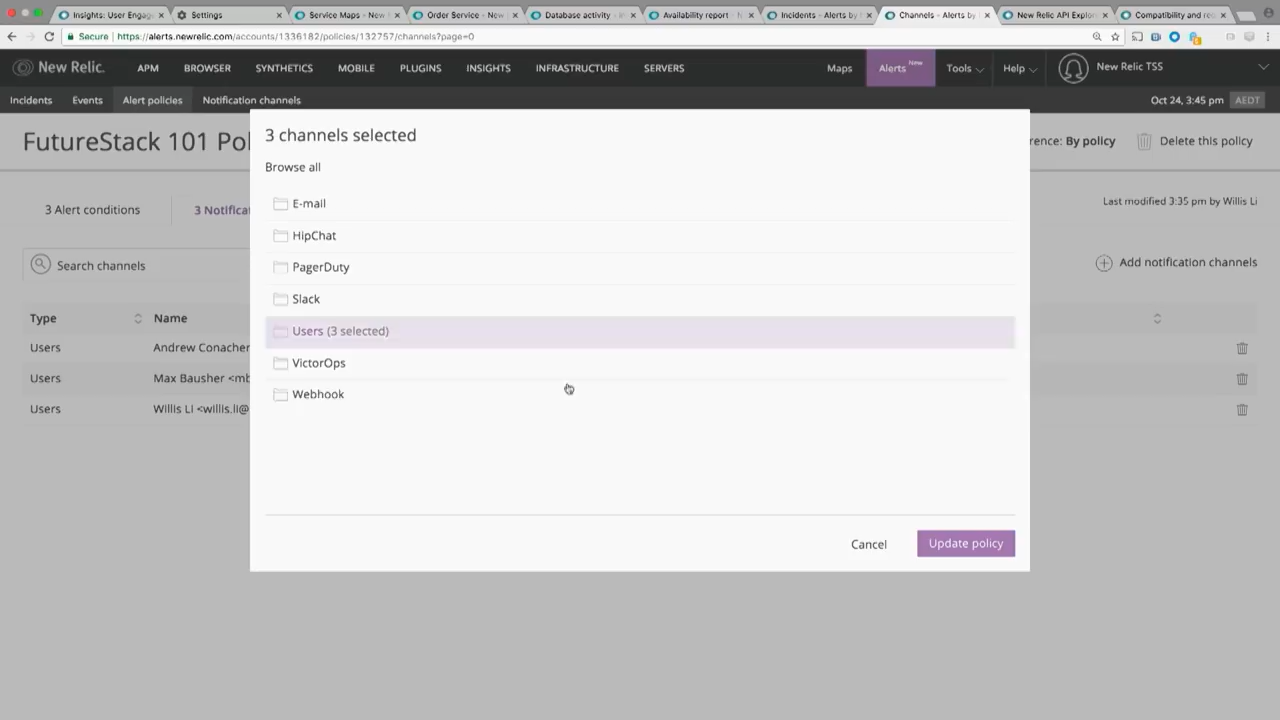 Insights: User Engag
Settings
Service Maps - New
Order Service - New
Database activity -
Availability report -
Incidents - Alerts by
Channels - Alerts by
New Relic API Explor
Compatibility and re
Secure
https://alerts.newrelic.com/accounts/1336182/policies/132757/channels?page=0
New Relic.
APM
BROWSER
SYNTHETICS
MOBILE
PLUGINS
INSIGHTS
INFRASTRUCTURE
SERVERS
Maps
Alerts New
Tools
Help
New Relic TSS
Incidents
Events
Alert policies
Notification channels
Oct 24, 3:45 pm AEDT
FutureStack 101 Pol
rence: By policy
Delete this policy
3 channels selected
Browse all
E-mail
HipChat
PagerDuty
Slack
Users (3 selected)
VictorOps
Webhook
Cancel
Update policy
3 Alert conditions
3 Notifica
Last modified 3:35 pm by Willis Li
Search channels
Add notification channels
Type
Name
Users
Andrew Conacher
Users
Max Bausher <mb
Users
Willis Li <willis.li@